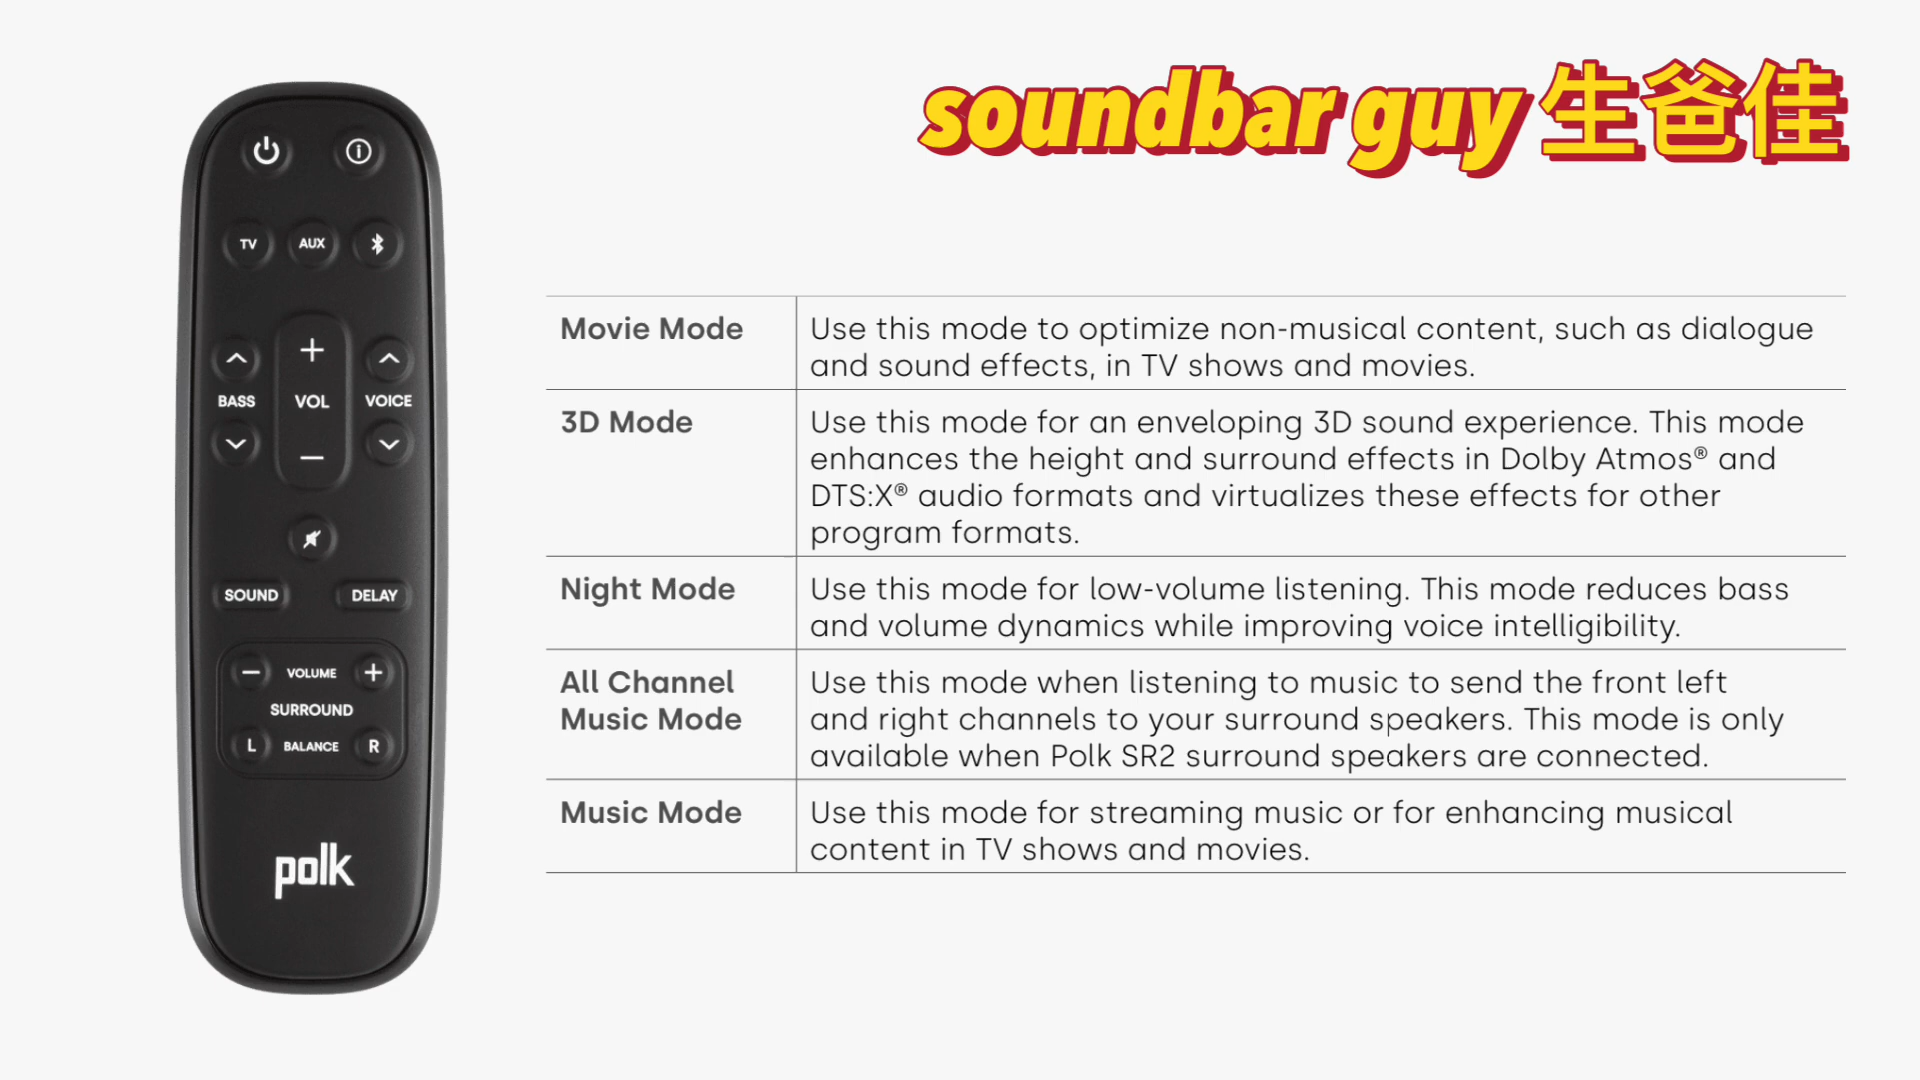 soundbar guy 生爸佳
TV AUX
BASS VOL VOICE
SOUND DELAY
VOLUME
SURROUND
L BALANCE R
polk
Movie Mode
Use this mode to optimize non-musical content, such as dialogue
and sound effects, in TV shows and movies.
3D Mode
Use this mode for an enveloping 3D sound experience. This mode
enhances the height and surround effects in Dolby Atmos® and
DTS:X® audio formats and virtualizes these effects for other
program formats.
Night Mode
Use this mode for low-volume listening. This mode reduces bass
and volume dynamics while improving voice intelligibility.
All Channel
Music Mode
Use this mode when listening to music to send the front left
and right channels to your surround speakers. This mode is only
available when Polk SR2 surround speakers are connected.
Music Mode
Use this mode for streaming music or for enhancing musical
content in TV shows and movies.